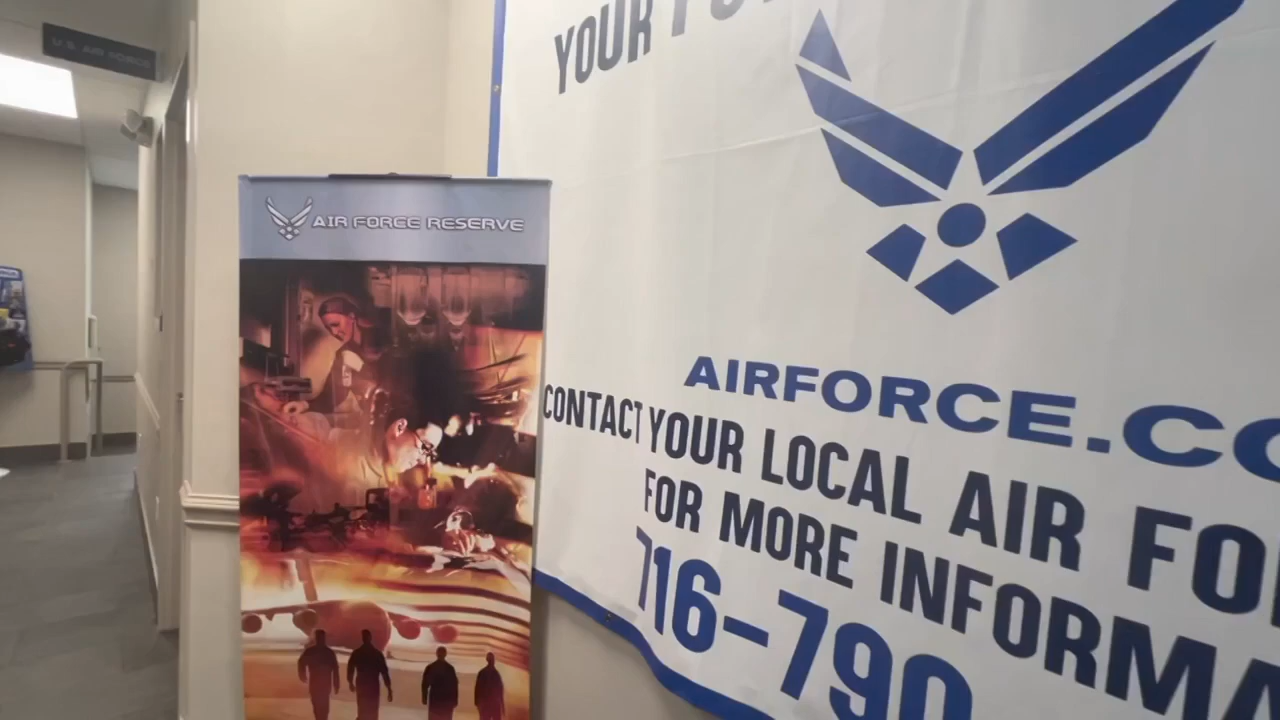 U.S. AIR FORCE
YOUR
AIR FORCE RESERVE
AIRFORCE.CO
CONTACT YOUR LOCAL AIR FO
FOR MORE INFORMA
716-790